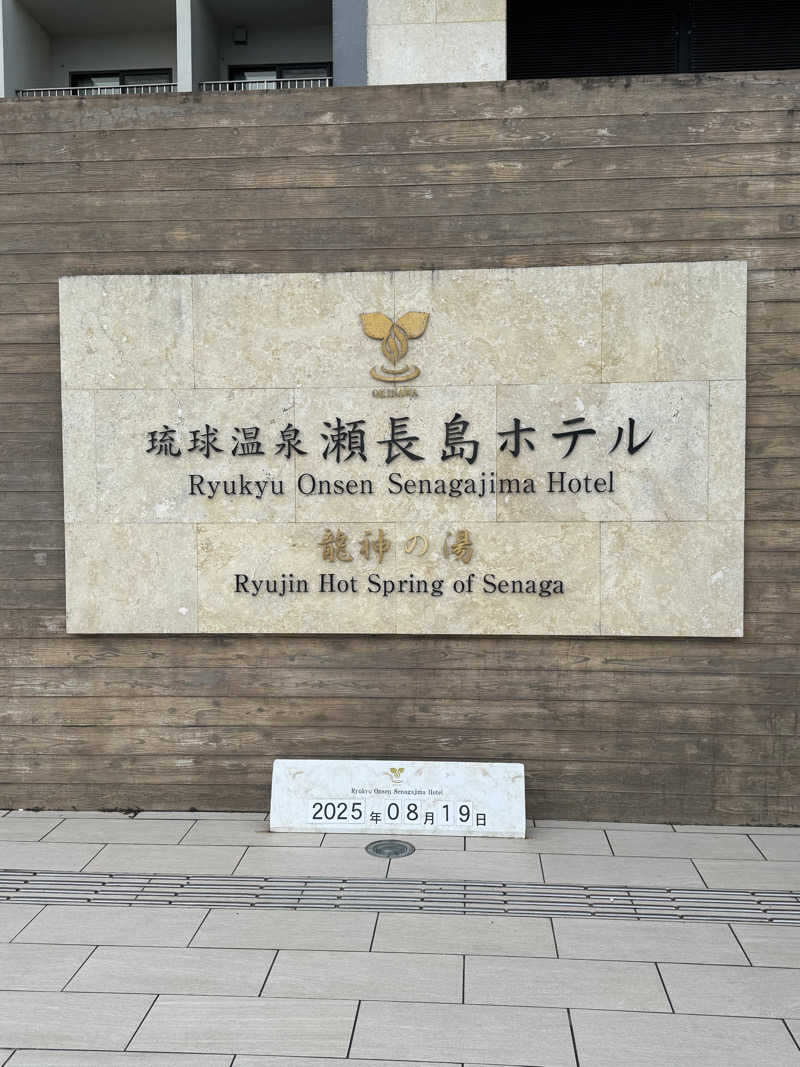 OKINAWA
琉球温泉瀬長島ホテル
Ryukyu Onsen Senagajima Hotel
龍神の湯
Ryujin Hot Spring of Senaga
Ryukyu Onsen Senagajima Hotel
2025年08月19日